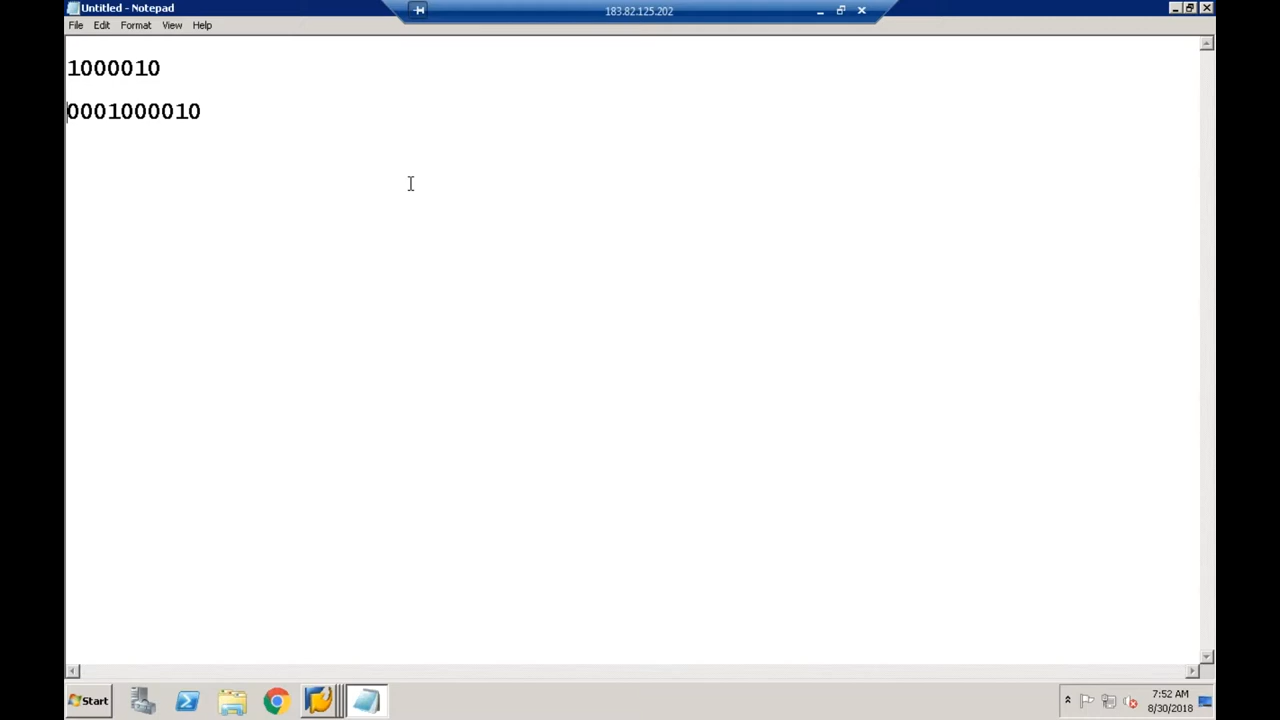 Untitled - Notepad
183.82.125.202
File Edit Format View Help
1000010
0001000010
Start
7:52 AM
8/30/2018